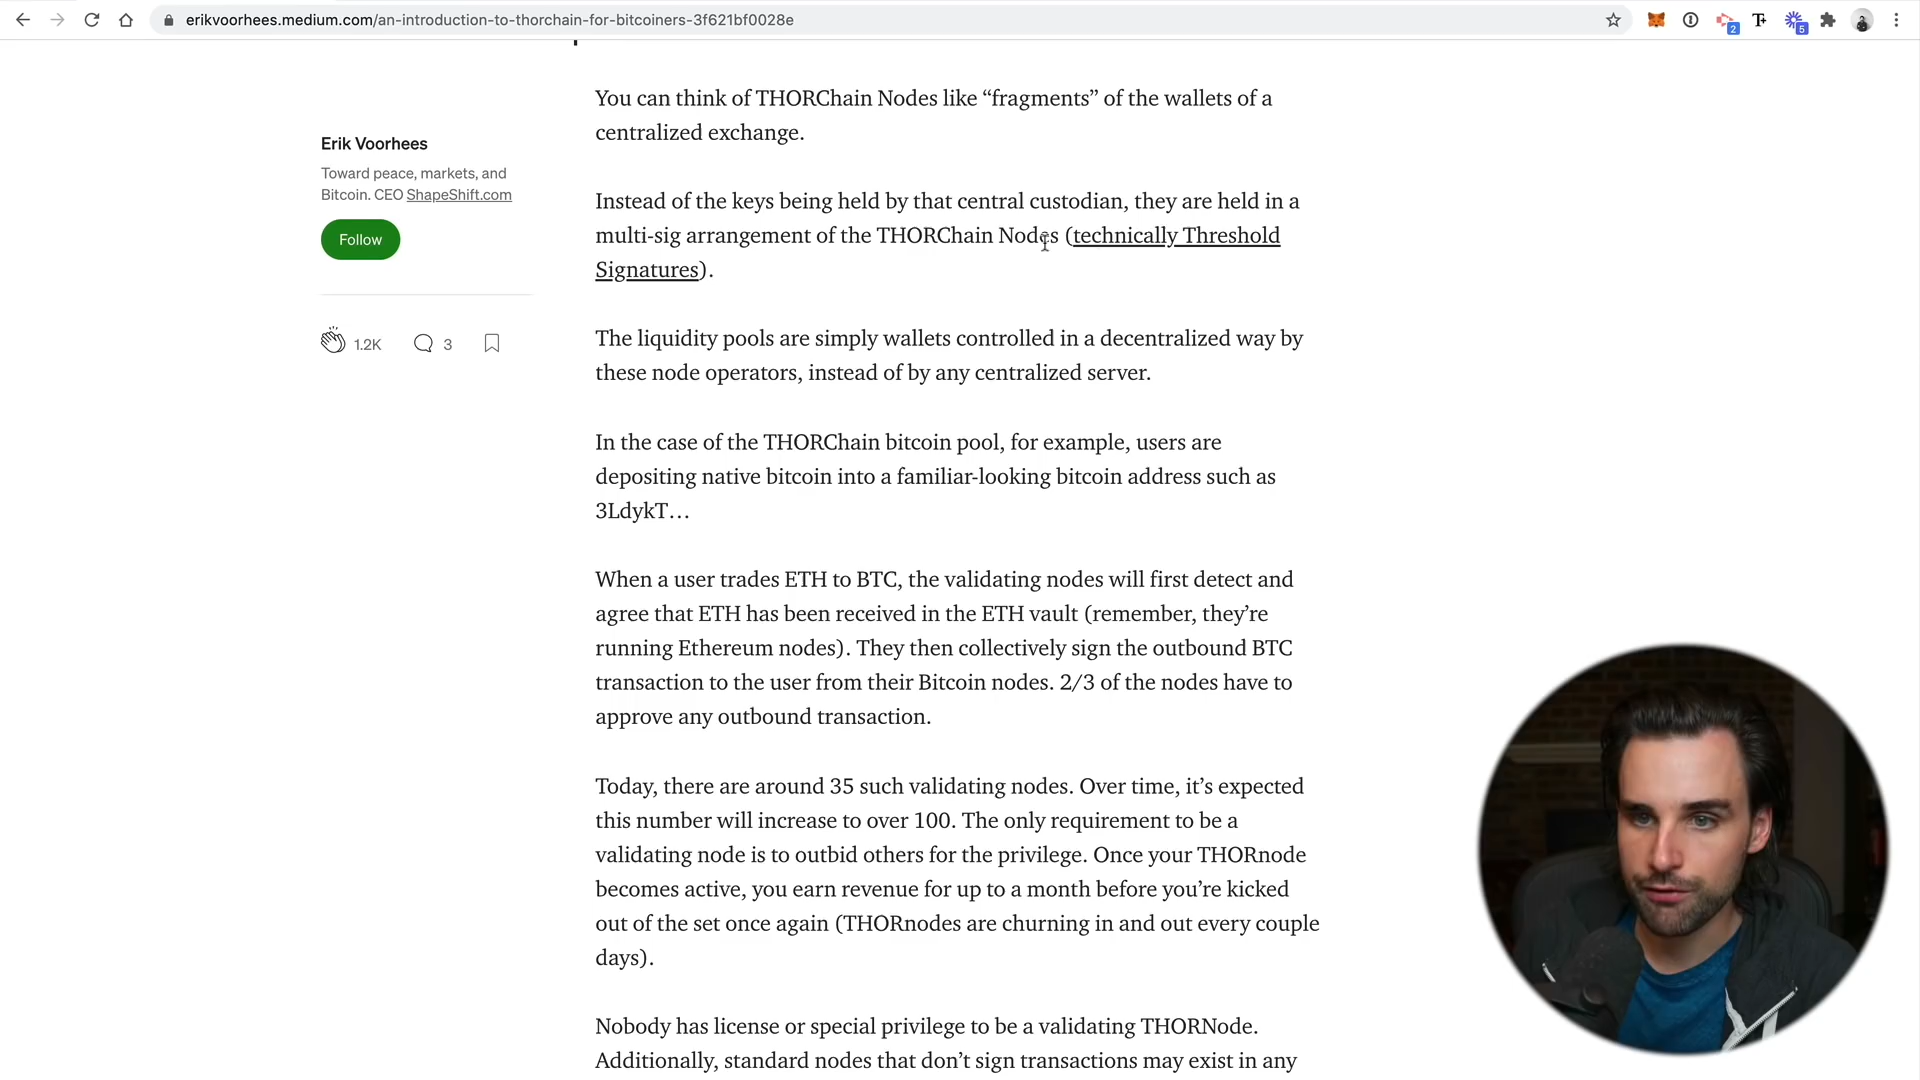 erikvoorhees.medium.com/an-introduction-to-thorchain-for-bitcoiners-3f621bf0028e
2
5
Erik Voorhees
Toward peace, markets, and
Bitcoin. CEO ShapeShift.com
Follow
1.2K
3
You can think of THORChain Nodes like “fragments” of the wallets of a
centralized exchange.
Instead of the keys being held by that central custodian, they are held in a
multi-sig arrangement of the THORChain Nodes (technically Threshold
Signatures).
The liquidity pools are simply wallets controlled in a decentralized way by
these node operators, instead of by any centralized server.
In the case of the THORChain bitcoin pool, for example, users are
depositing native bitcoin into a familiar-looking bitcoin address such as
3LdykT…
When a user trades ETH to BTC, the validating nodes will first detect and
agree that ETH has been received in the ETH vault (remember, they’re
running Ethereum nodes). They then collectively sign the outbound BTC
transaction to the user from their Bitcoin nodes. 2/3 of the nodes have to
approve any outbound transaction.
Today, there are around 35 such validating nodes. Over time, it’s expected
this number will increase to over 100. The only requirement to be a
validating node is to outbid others for the privilege. Once your THORnode
becomes active, you earn revenue for up to a month before you’re kicked
out of the set once again (THORnodes are churning in and out every couple
days).
Nobody has license or special privilege to be a validating THORNode.
Additionally, standard nodes that don’t sign transactions may exist in any